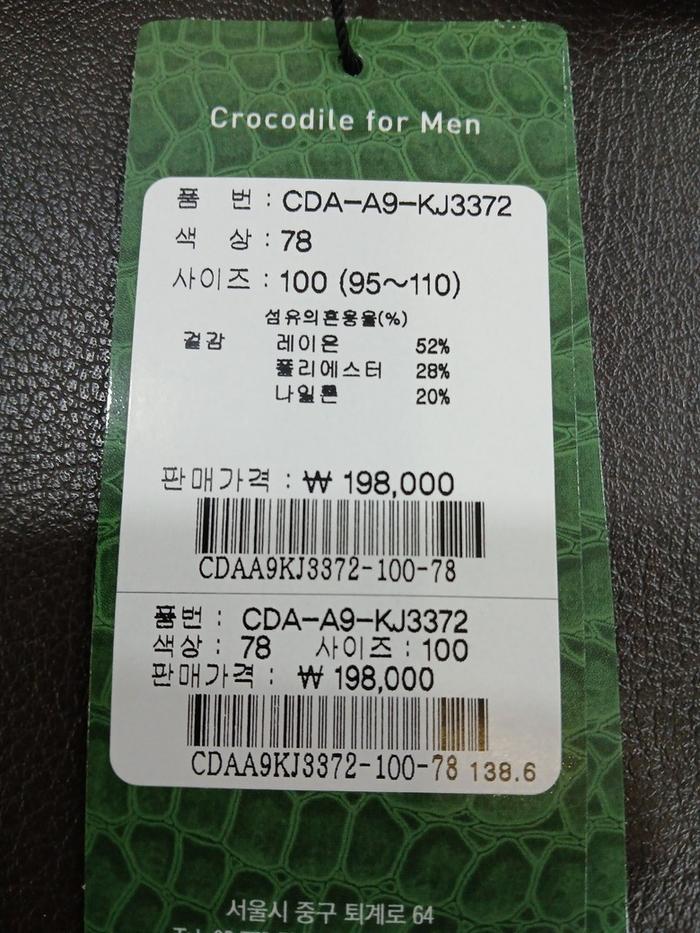 Crocodile for Men
품 번 : CDA-A9-KJ3372
색 상 : 78
사이즈 : 100 (95~110)
섬유의혼용율(%)
겉감 레이온 52%
폴리에스터 28%
나일론 20%
판매가격 : ₩ 198,000
CDAA9KJ3372-100-78
품번 : CDA-A9-KJ3372
색상 : 78 사이즈 : 100
판매가격 : ₩ 198,000
CDAA9KJ3372-100-78 138.6
서울시 중구 퇴계로 64